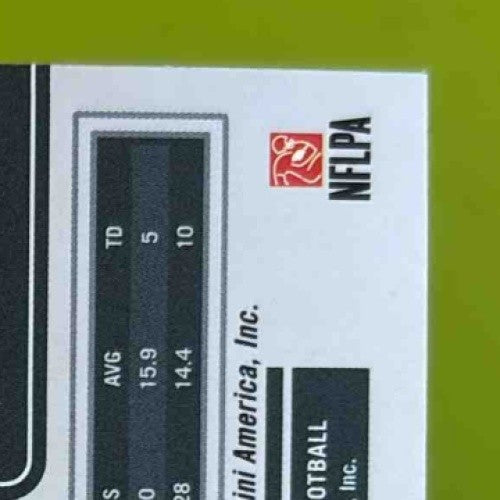 S AVG TD
0 15.9 5
28 14.4 10
ini America, Inc.
OTBALL
Inc.
NFLPA